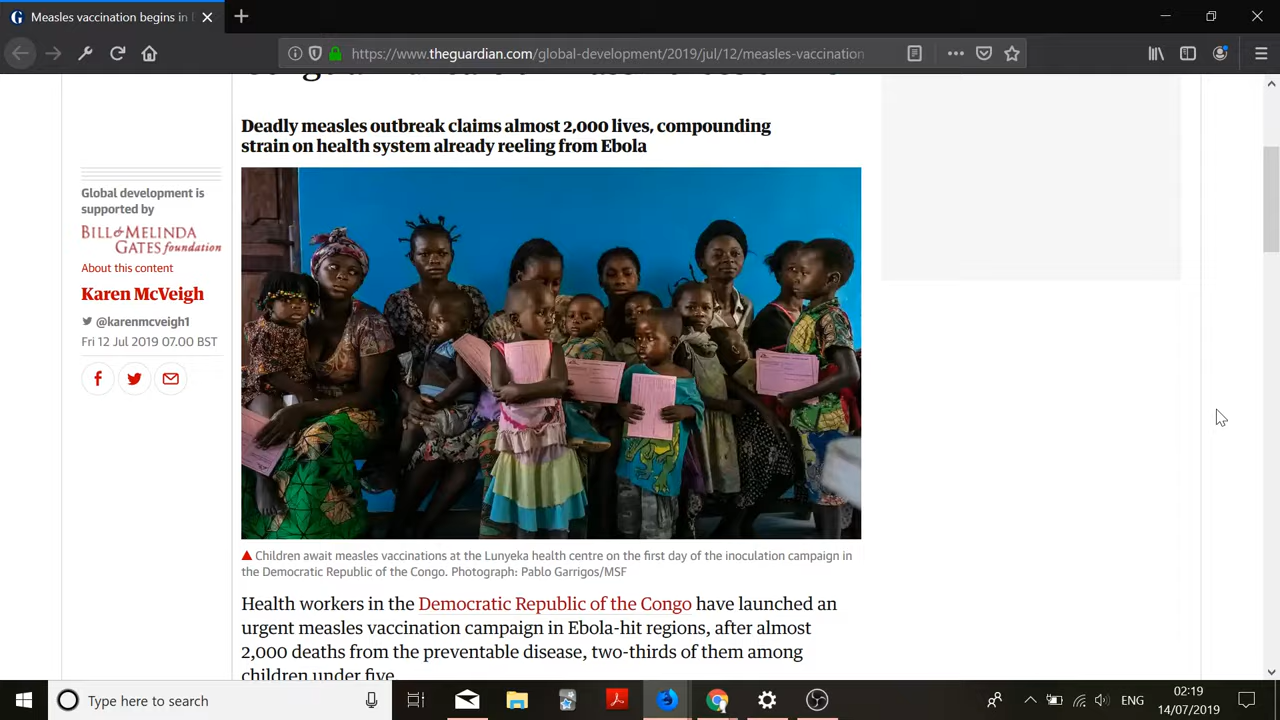 Measles vaccination begins in
https://www.theguardian.com/global-development/2019/jul/12/measles-vaccination
Deadly measles outbreak claims almost 2,000 lives, compounding
strain on health system already reeling from Ebola
Global development is
supported by
BILL & MELINDA
GATES foundation
About this content
Karen McVeigh
@karenmcveigh1
Fri 12 Jul 2019 07.00 BST
Children await measles vaccinations at the Lunyeka health centre on the first day of the inoculation campaign in
the Democratic Republic of the Congo. Photograph: Pablo Garrigos/MSF
Health workers in the Democratic Republic of the Congo have launched an
urgent measles vaccination campaign in Ebola-hit regions, after almost
2,000 deaths from the preventable disease, two-thirds of them among
children under five
Type here to search
ENG
02:19
14/07/2019